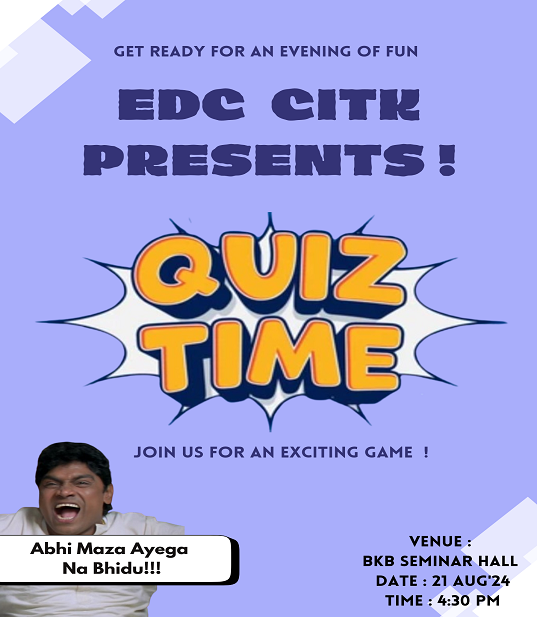 GET READY FOR AN EVENING OF FUN
EDC CITK
PRESENTS!
QUIZ
TIME
JOIN US FOR AN EXCITING GAME !
Abhi Maza Ayega
Na Bhidu!!!
VENUE :
BKB SEMINAR HALL
DATE : 21 AUG'24
TIME : 4:30 PM